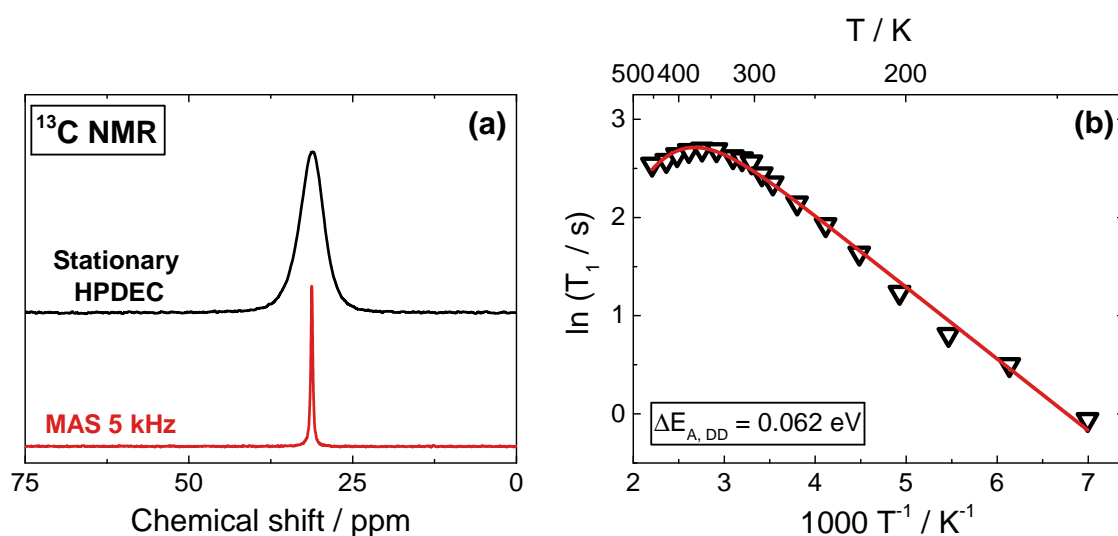 ¹³C NMR
(a)
Stationary
HPDEC
MAS 5 kHz
75
50
25
0
Chemical shift / ppm
T / K
500 400
300
200
(b)
3
2
1
0
ln (T₁ / s)
ΔE_A, DD = 0.062 eV
2
3
4
5
6
7
1000 T⁻¹ / K⁻¹